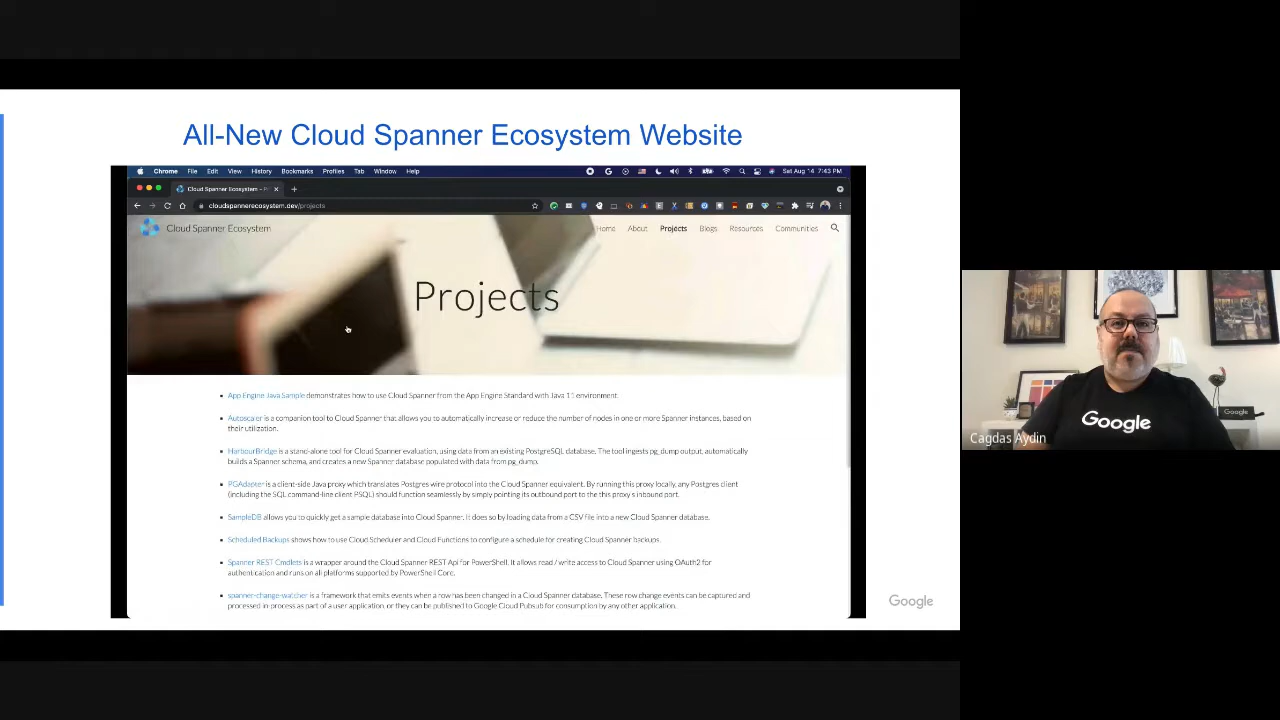 All-New Cloud Spanner Ecosystem Website
Chrome File Edit View History Bookmarks Profiles Tab Window Help
Sat Aug 14 7:43 PM
Cloud Spanner Ecosystem - P
cloudspannerecosystem.dev/projects
Cloud Spanner Ecosystem
Home About Projects Blogs Resources Communities
Projects
App Engine Java Sample demonstrates how to use Cloud Spanner from the App Engine Standard with Java 11 environment.
Autoscaler is a companion tool to Cloud Spanner that allows you to automatically increase or reduce the number of nodes in one or more Spanner instances, based on
their utilization.
HarbourBridge is a stand-alone tool for Cloud Spanner evaluation, using data from an existing PostgreSQL database. The tool ingests pg_dump output, automatically
builds a Spanner schema, and creates a new Spanner database populated with data from pg_dump.
PGAdapter is a client-side Java proxy which translates Postgres wire protocol into the Cloud Spanner equivalent. By running this proxy locally, any Postgres client
(including the SQL command-line client PSQL) should function seamlessly by simply pointing its outbound port to the this proxy's inbound port.
SampleDB allows you to quickly get a sample database into Cloud Spanner. It does so by loading data from a CSV file into a new Cloud Spanner database.
Scheduled Backups shows how to use Cloud Scheduler and Cloud Functions to configure a schedule for creating Cloud Spanner backups.
Spanner REST Cmdlets is a wrapper around the Cloud Spanner REST Api for PowerShell. It allows read / write access to Cloud Spanner using OAuth2 for
authentication and runs on all platforms supported by PowerShell Core.
spanner-change-watcher is a framework that emits events when a row has been changed in a Cloud Spanner database. These row change events can be captured and
processed in-process as part of a user application, or they can be published to Google Cloud Pubsub for consumption by any other application.
Google
Google
Google
Cagdas Aydin